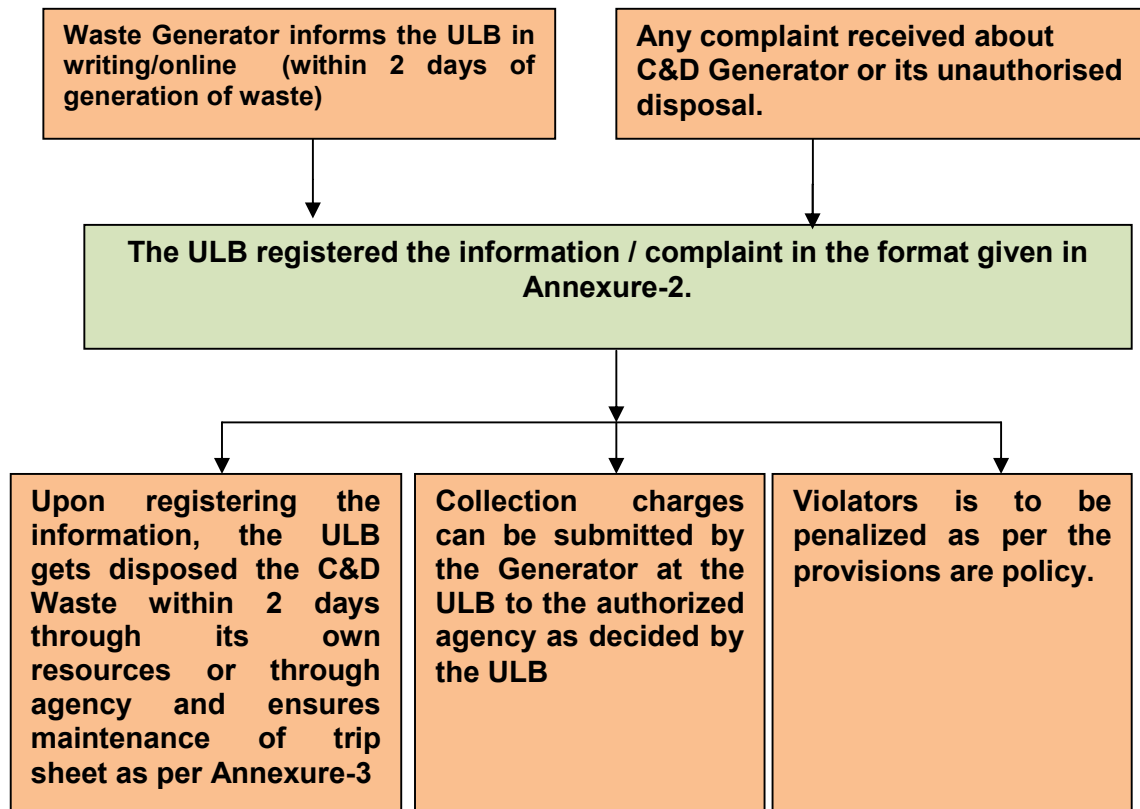 Waste Generator informs the ULB in
writing/online (within 2 days of
generation of waste)
Any complaint received about
C&D Generator or its unauthorised
disposal.
The ULB registered the information / complaint in the format given in
Annexure-2.
Upon registering the
information, the ULB
gets disposed the C&D
Waste within 2 days
through its own
resources or through
agency and ensures
maintenance of trip
sheet as per Annexure-3
Collection charges
can be submitted by
the Generator at the
ULB to the authorized
agency as decided by
the ULB
Violators is to be
penalized as per the
provisions are policy.